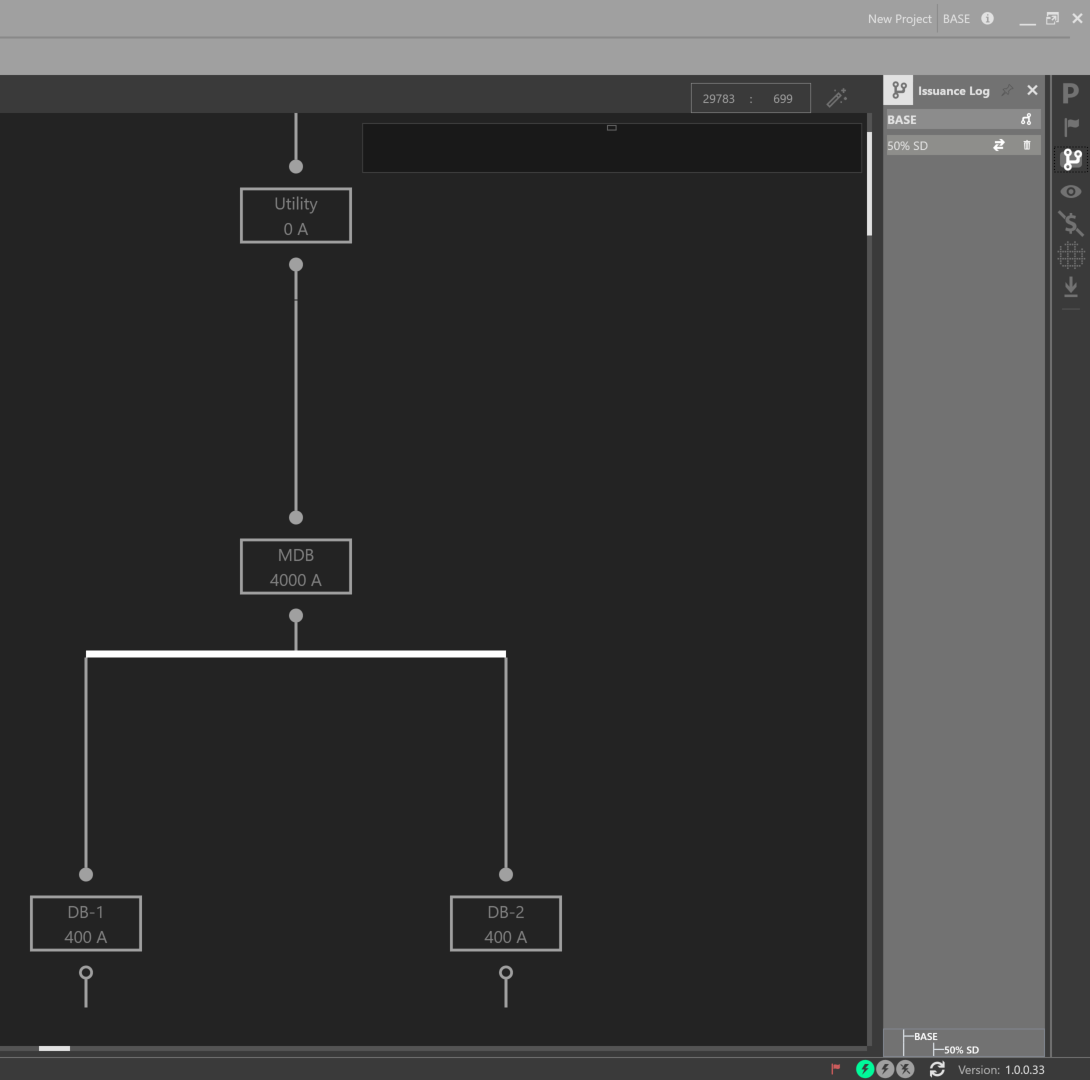 New Project BASE
29783 : 699
Issuance Log
BASE
50% SD
Utility
0 A
MDB
4000 A
DB-1
400 A
DB-2
400 A
BASE
50% SD
Version: 1.0.0.33